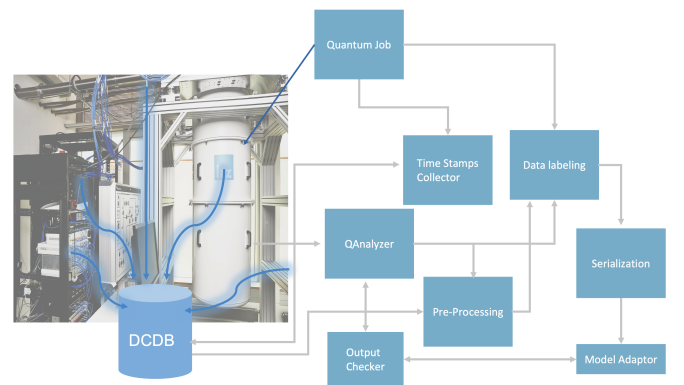 Quantum Job
Time Stamps
Collector
Data labeling
QAnalyzer
Serialization
Pre-Processing
DCDB
Output
Checker
Model Adaptor